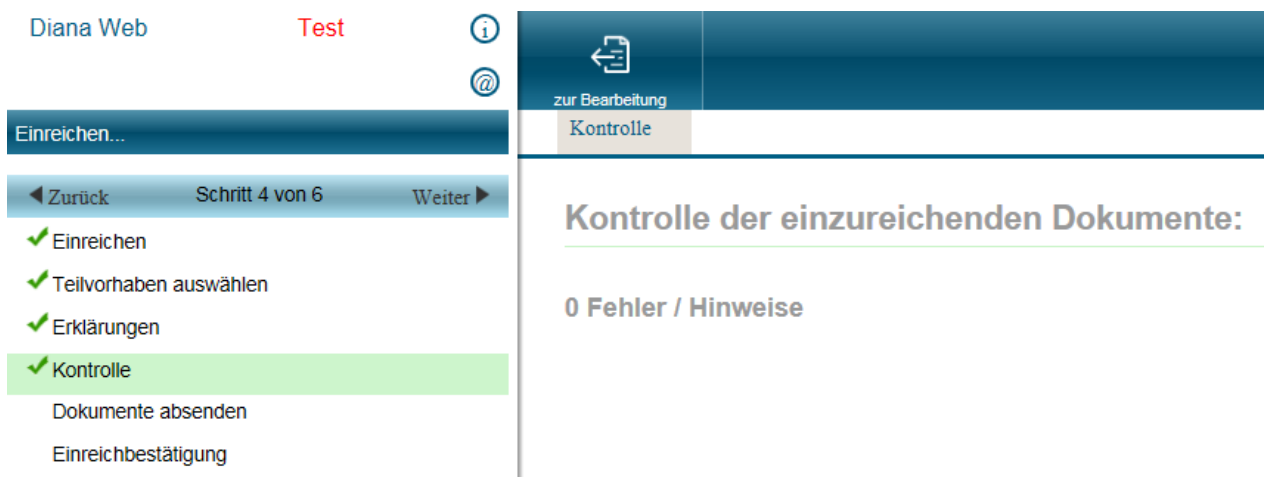 Diana Web Test
zur Bearbeitung
Einreichen...
Kontrolle
Zurück Schritt 4 von 6 Weiter
Einreichen
Teilvorhaben auswählen
Erklärungen
Kontrolle
Dokumente absenden
Einreichbestätigung
Kontrolle der einzureichenden Dokumente:
0 Fehler / Hinweise